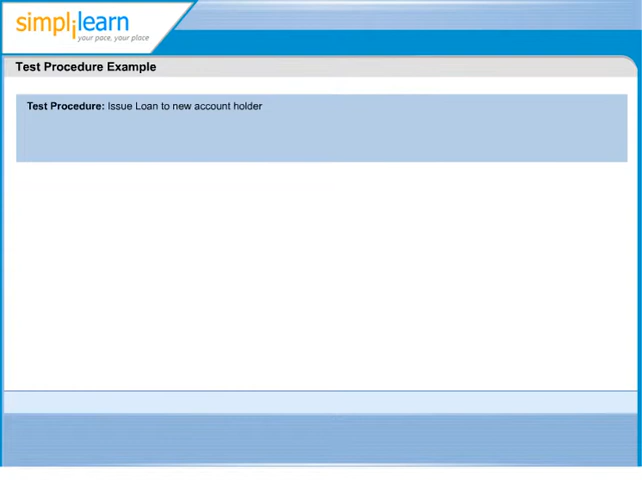 simplilearn
your pace, your place
Test Procedure Example
Test Procedure: Issue Loan to new account holder